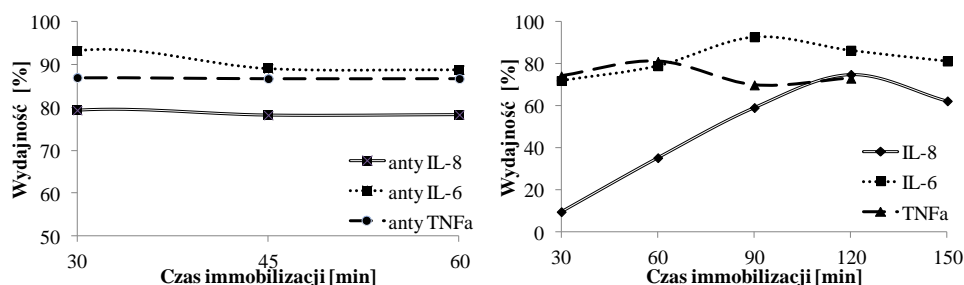 Wydajność [%]
100
90
80
70
60
50
30
45
60
anty IL-8
anty IL-6
anty TNFa
Czas immobilizacji [min]
Wydajność [%]
100
80
60
40
20
0
30
60
90
120
150
IL-8
IL-6
TNFa
Czas immobilizacji [min]